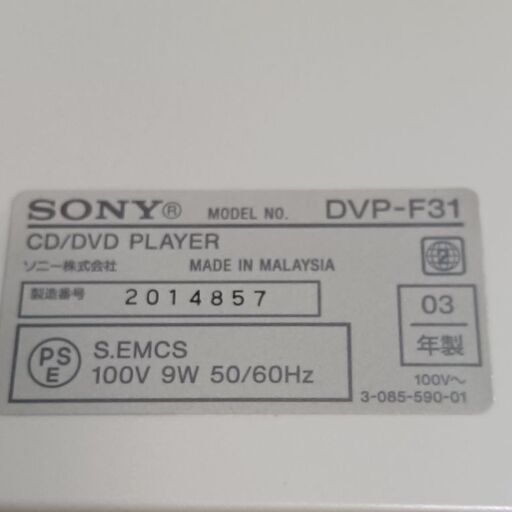 SONY® MODEL NO. DVP-F31
CD/DVD PLAYER
ソニー株式会社 MADE IN MALAYSIA
2
製造番号 2014857
03
年製
PS
E
S.EMCS
100V 9W 50/60Hz
100V～
3-085-590-01